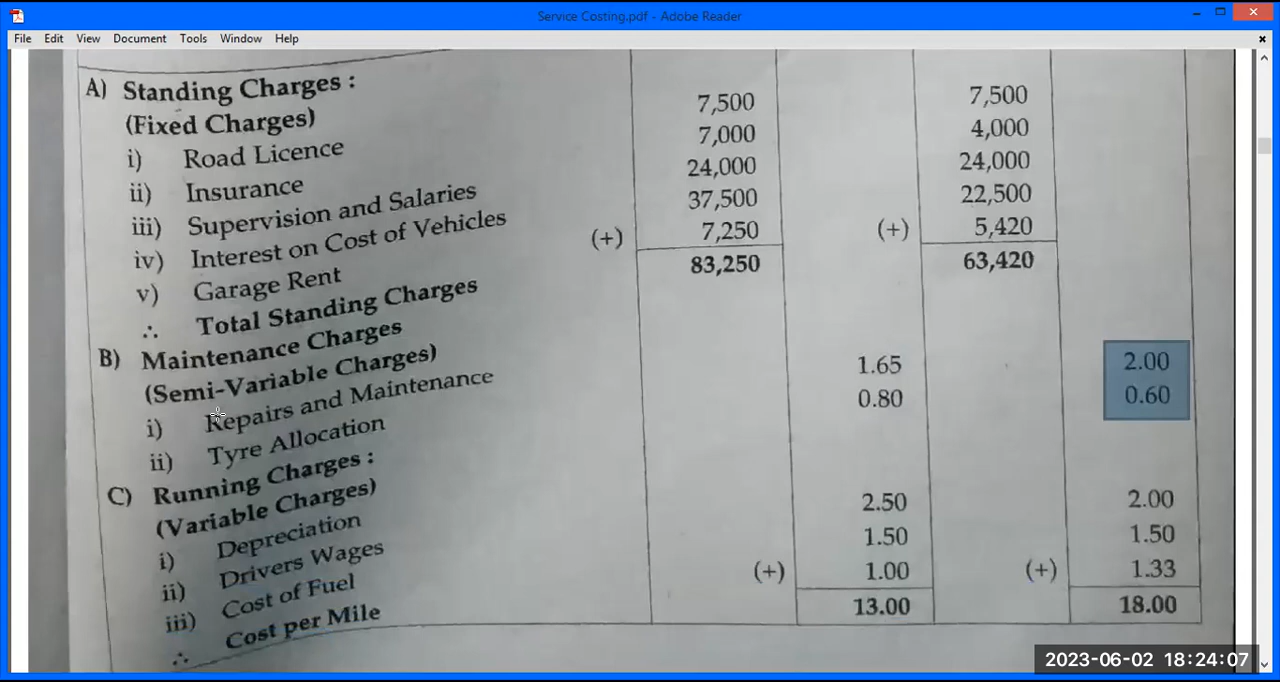 Service Costing.pdf - Adobe Reader
File Edit View Document Tools Window Help
A) Standing Charges :
(Fixed Charges)
i) Road Licence 7,500 7,500
ii) Insurance 7,000 4,000
iii) Supervision and Salaries 24,000 24,000
iv) Interest on Cost of Vehicles 37,500 22,500
v) Garage Rent (+) 7,250 (+) 5,420
∴ Total Standing Charges 83,250 63,420
B) Maintenance Charges
(Semi-Variable Charges)
i) Repairs and Maintenance 1.65 2.00
ii) Tyre Allocation 0.80 0.60
C) Running Charges :
(Variable Charges)
i) Depreciation 2.50 2.00
ii) Drivers Wages 1.50 1.50
iii) Cost of Fuel (+) 1.00 (+) 1.33
∴ Cost per Mile 13.00 18.00
2023-06-02 18:24:07